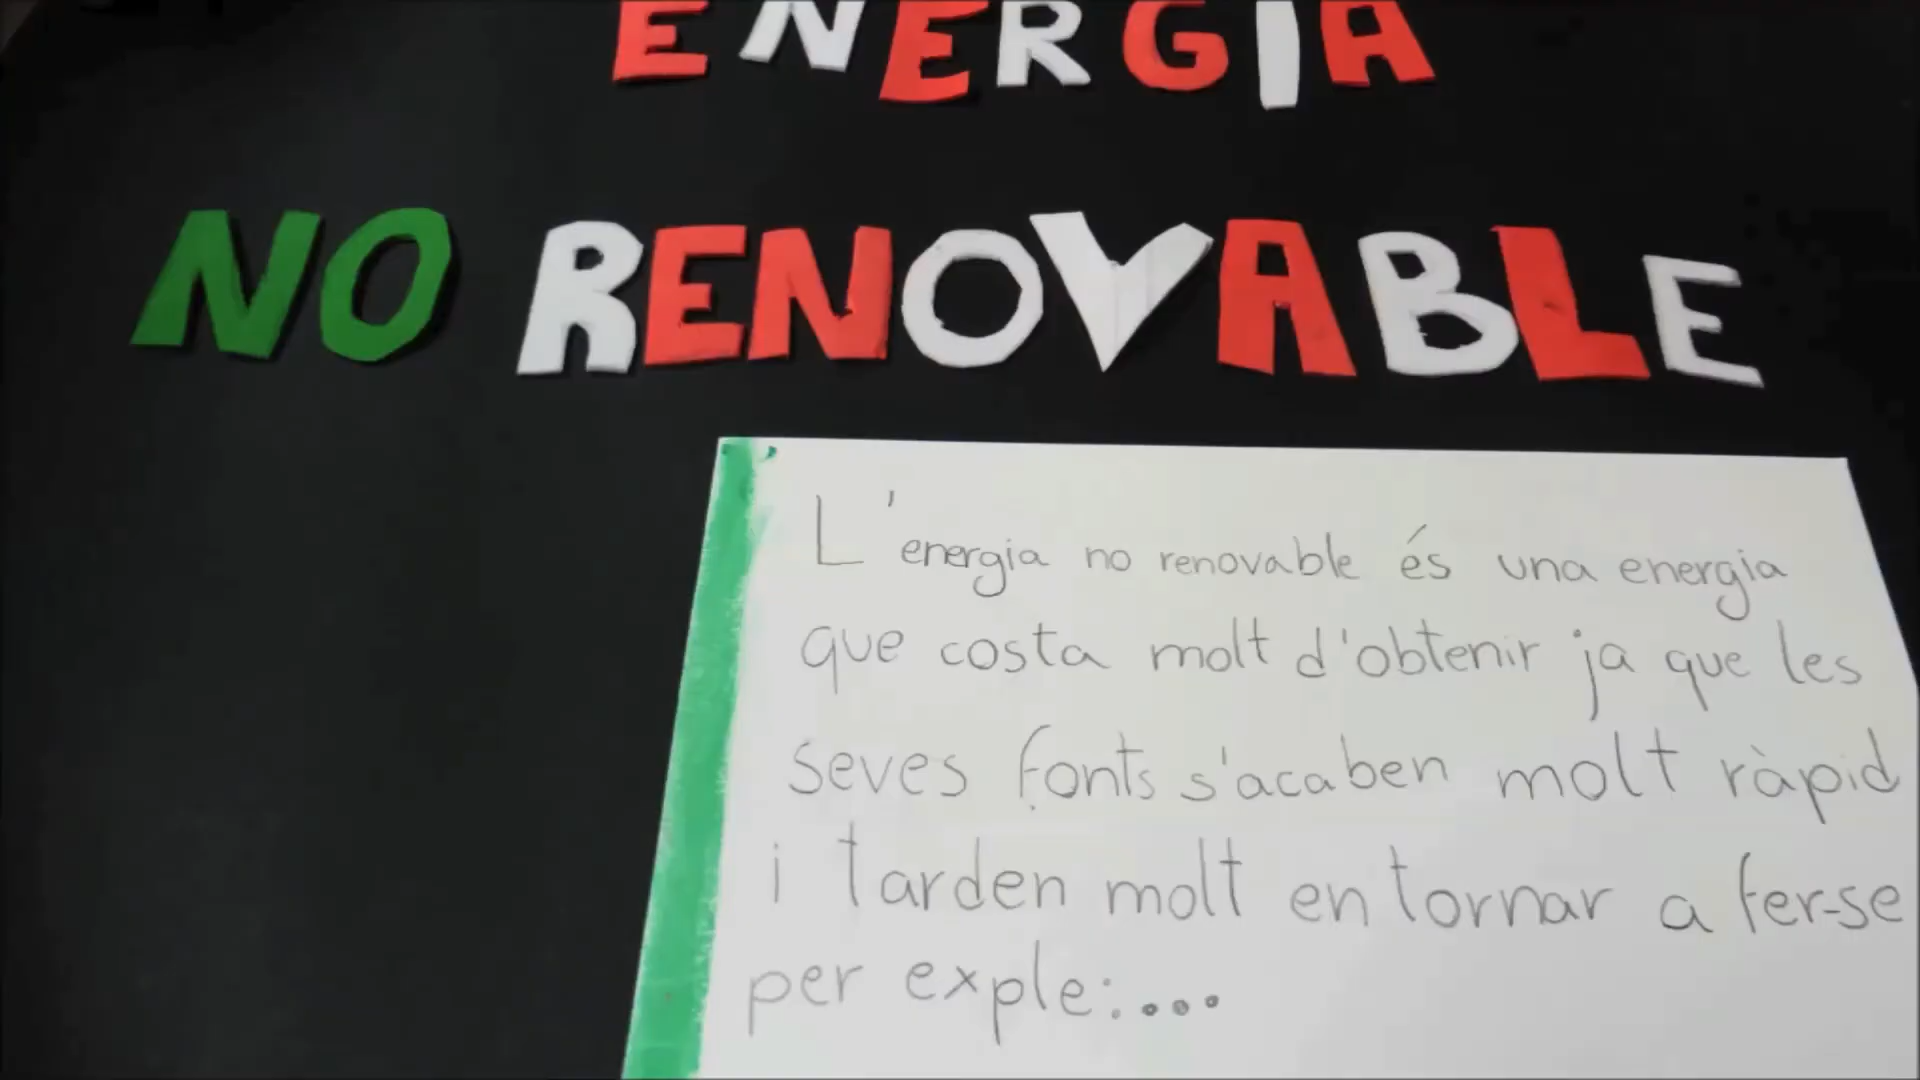 ENERGIA
NO RENOVABLE
L'energia no renovable és una energia
que costa molt d'obtenir ja que les
seves fonts s'acaben molt ràpid
i tarden molt en tornar a fer-se
per exple:...